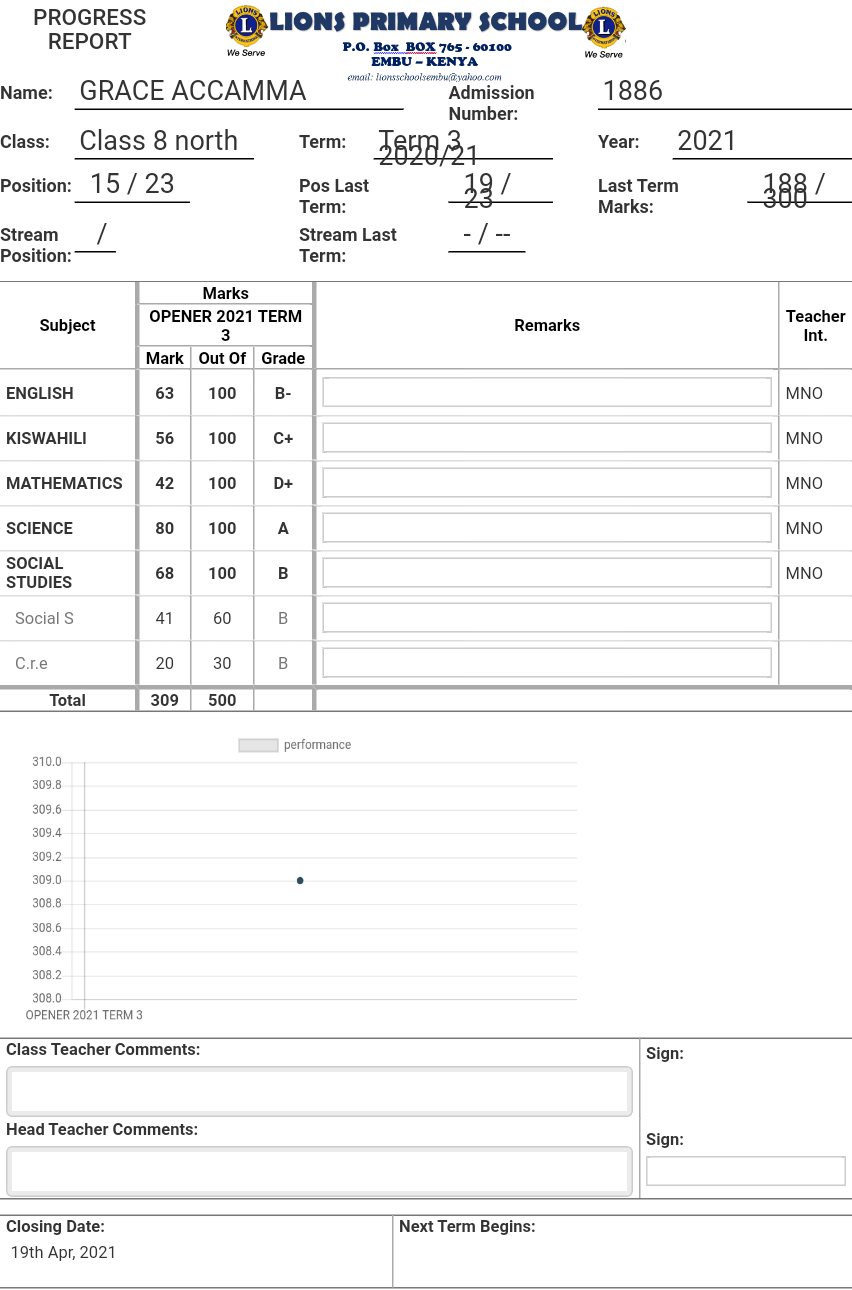 PROGRESS
REPORT
LIONS PRIMARY SCHOOL
We Serve
We Serve
P.O. Box BOX 765 - 60100
EMBU – KENYA
email: lionsschoolsembu@yahoo.com
Name: GRACE ACCAMMA Admission Number: 1886
Class: Class 8 north Term: Term 3 2020/21 Year: 2021
Position: 15 / 23 Pos Last Term: 19 / 23 Last Term Marks: 188 / 300
Stream Position: / Stream Last Term: - / --
Subject Marks Remarks Teacher Int.
OPENER 2021 TERM 3
Mark Out Of Grade
ENGLISH 63 100 B- MNO
KISWAHILI 56 100 C+ MNO
MATHEMATICS 42 100 D+ MNO
SCIENCE 80 100 A MNO
SOCIAL STUDIES 68 100 B MNO
Social S 41 60 B
C.r.e 20 30 B
Total 309 500
performance
310.0
309.8
309.6
309.4
309.2
309.0
308.8
308.6
308.4
308.2
308.0
OPENER 2021 TERM 3
Class Teacher Comments: Sign:
Head Teacher Comments: Sign:
Closing Date: Next Term Begins:
19th Apr, 2021